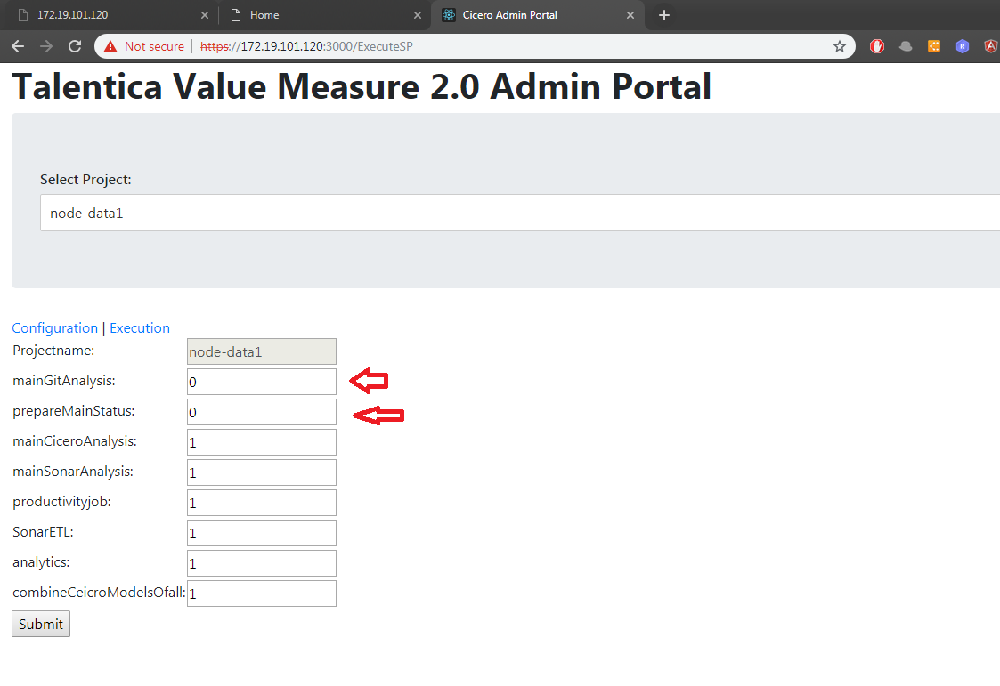 172.19.101.120 Home Cicero Admin Portal
Not secure https://172.19.101.120:3000/ExecuteSP
Talentica Value Measure 2.0 Admin Portal
Select Project:
node-data1
Configuration | Execution
Projectname: node-data1
mainGitAnalysis: 0
prepareMainStatus: 0
mainCiceroAnalysis: 1
mainSonarAnalysis: 1
productivityjob: 1
SonarETL: 1
analytics: 1
combineCeicroModelsOfall: 1
Submit